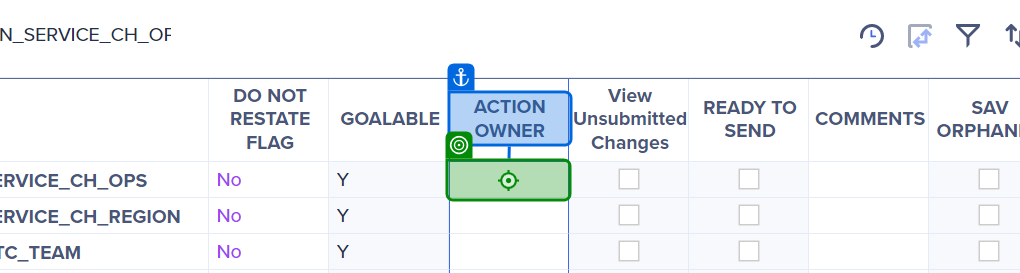 N_SERVICE_CH_OF
DO NOT
RESTATE
FLAG
GOALABLE
ACTION
OWNER
View
Unsubmitted
Changes
READY TO
SEND
COMMENTS
SAV
ORPHAN
ERVICE_CH_OPS No Y
ERVICE_CH_REGION No Y
TC_TEAM No Y